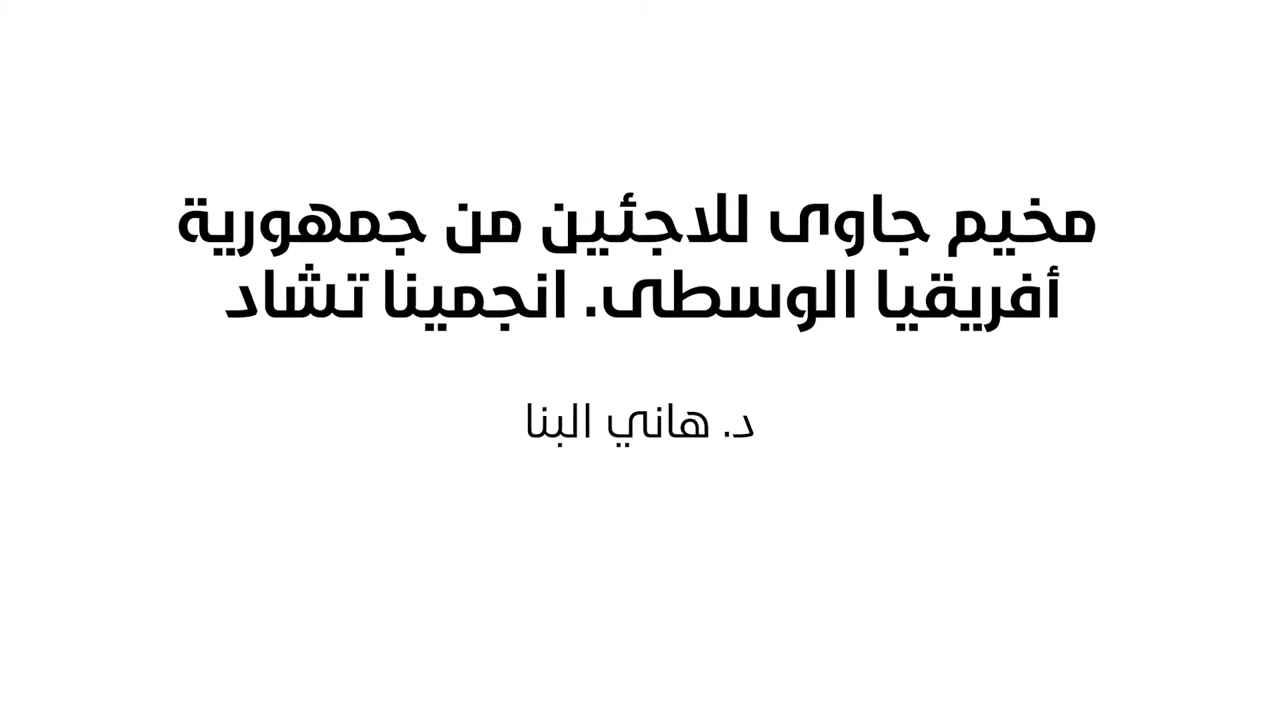 مخيم جاوى للاجئين من جمهورية
أفريقيا الوسطى. انجمينا تشاد
د. هاني البنا